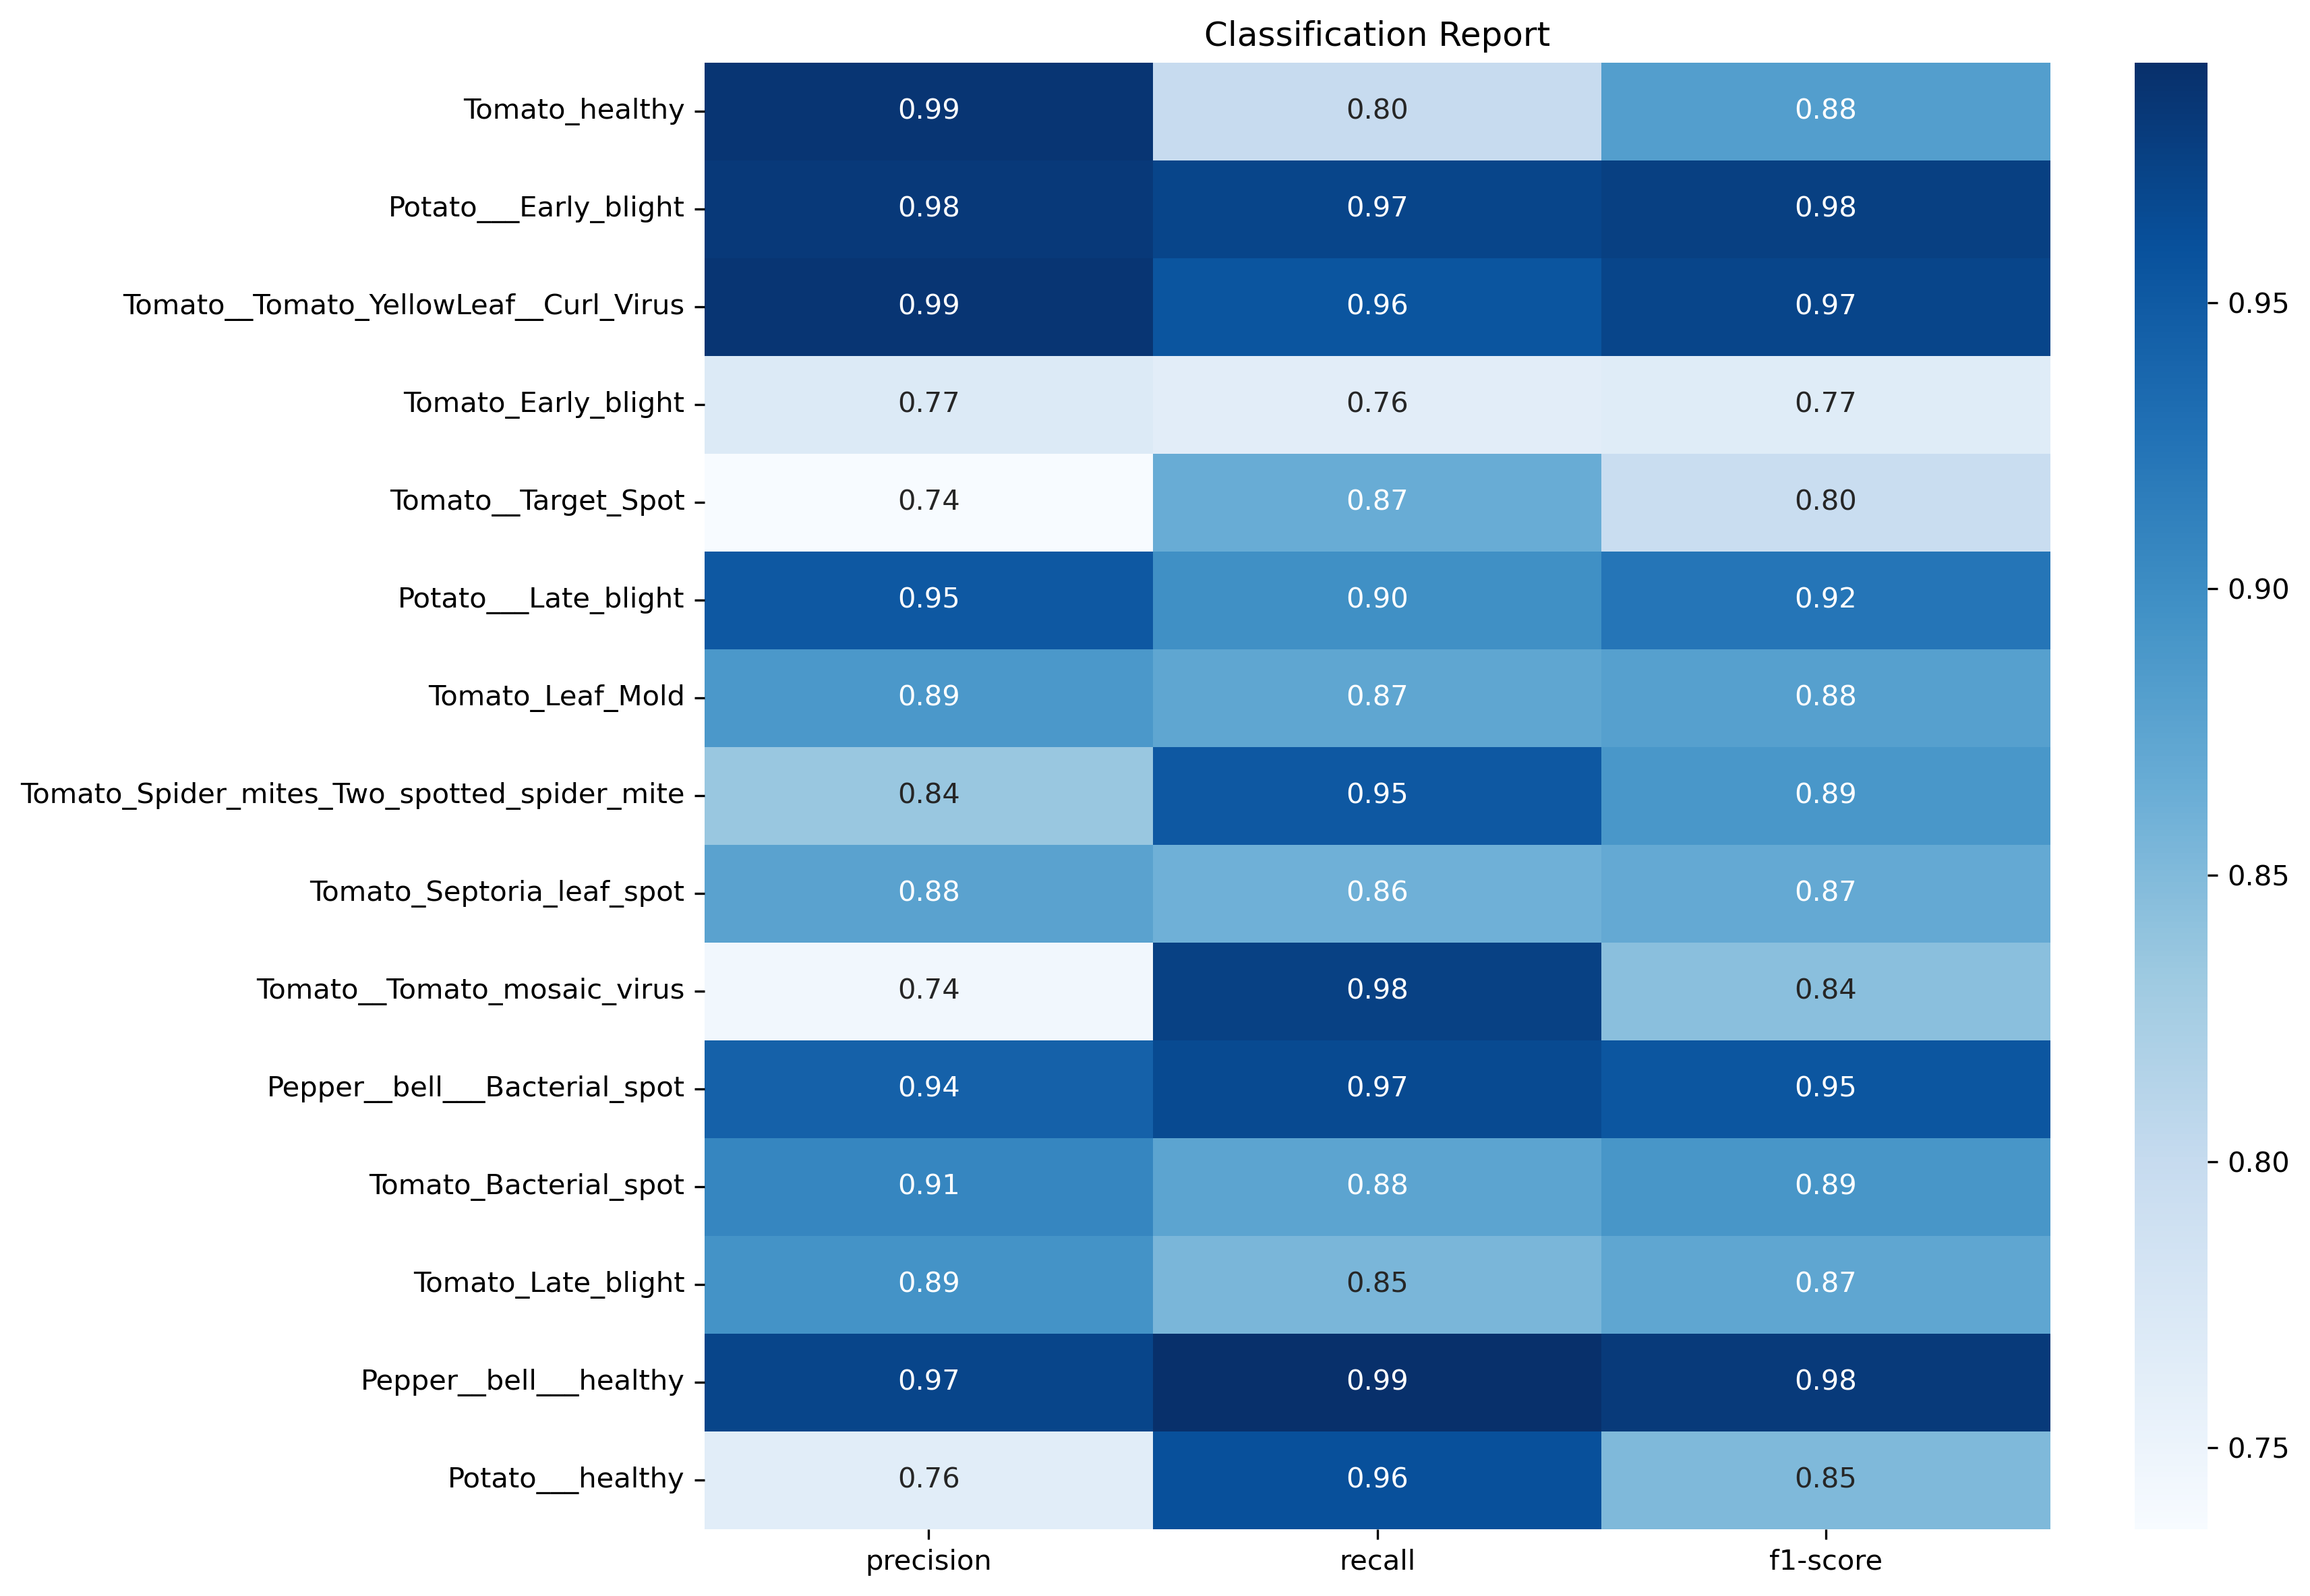 Classification Report
Tomato_healthy 0.99 0.80 0.88
Potato___Early_blight 0.98 0.97 0.98
Tomato__Tomato_YellowLeaf__Curl_Virus 0.99 0.96 0.97
Tomato_Early_blight 0.77 0.76 0.77
Tomato__Target_Spot 0.74 0.87 0.80
Potato___Late_blight 0.95 0.90 0.92
Tomato_Leaf_Mold 0.89 0.87 0.88
Tomato_Spider_mites_Two_spotted_spider_mite 0.84 0.95 0.89
Tomato_Septoria_leaf_spot 0.88 0.86 0.87
Tomato__Tomato_mosaic_virus 0.74 0.98 0.84
Pepper__bell___Bacterial_spot 0.94 0.97 0.95
Tomato_Bacterial_spot 0.91 0.88 0.89
Tomato_Late_blight 0.89 0.85 0.87
Pepper__bell___healthy 0.97 0.99 0.98
Potato___healthy 0.76 0.96 0.85
precision recall f1-score
0.95
0.90
0.85
0.80
0.75